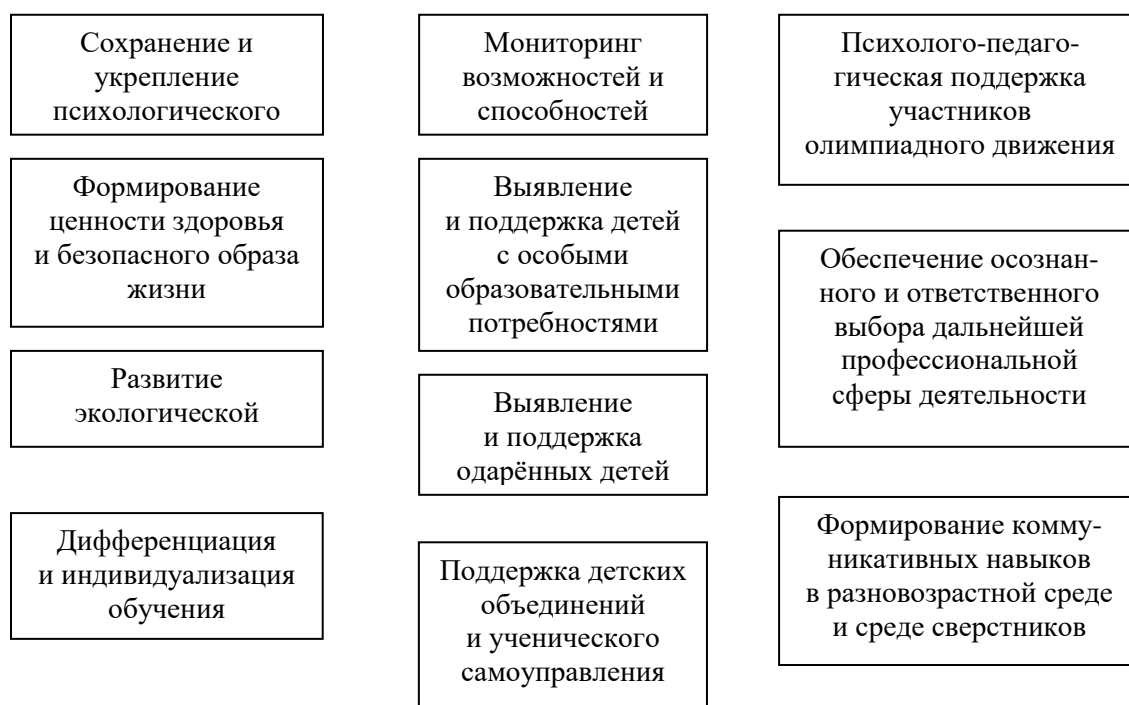 Сохранение и
укрепление
психологического
Формирование
ценности здоровья
и безопасного образа
жизни
Развитие
экологической
Дифференциация
и индивидуализация
обучения
Мониторинг
возможностей и
способностей
Выявление
и поддержка детей
с особыми
образовательными
потребностями
Выявление
и поддержка
одарённых детей
Поддержка детских
объединений
и ученического
самоуправления
Психолого-педаго-
гическая поддержка
участников
олимпиадного движения
Обеспечение осознан-
ного и ответственного
выбора дальнейшей
профессиональной
сферы деятельности
Формирование комму-
никативных навыков
в разновозрастной среде
и среде сверстников